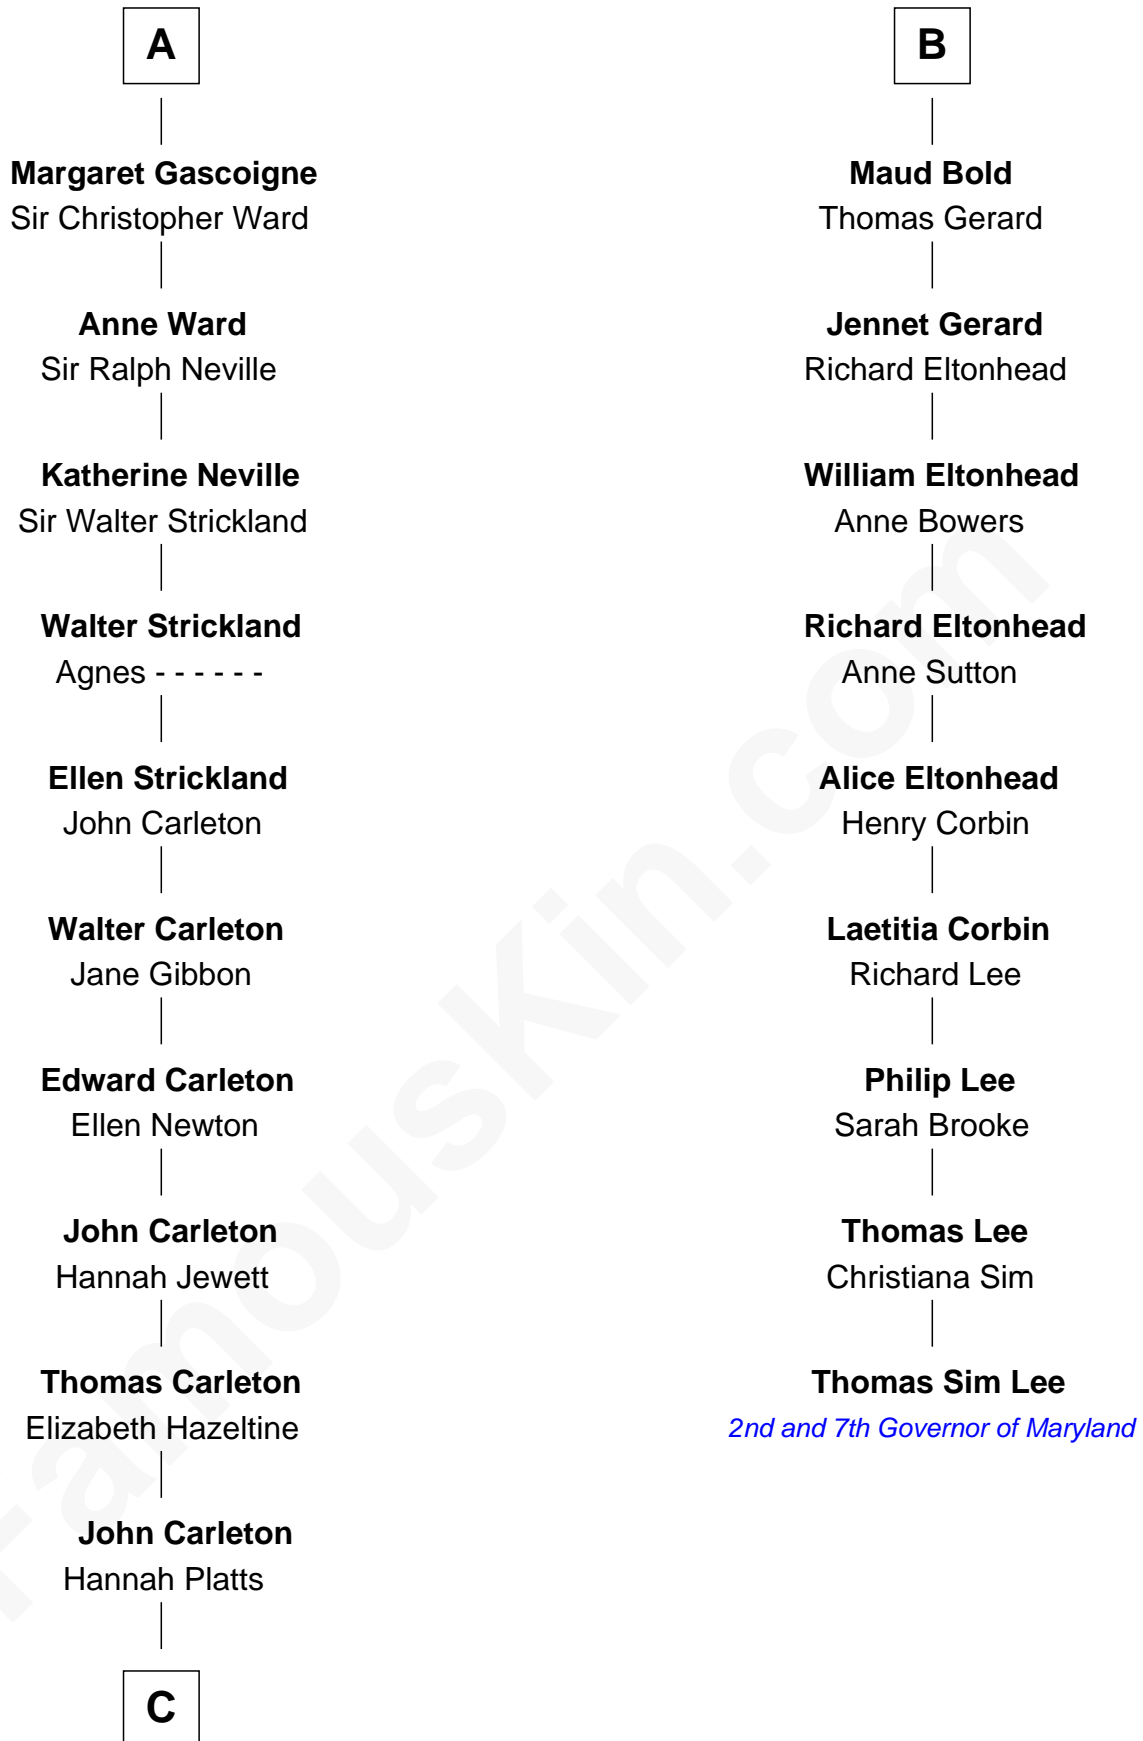 A
Margaret Gascoigne
Sir Christopher Ward
Anne Ward
Sir Ralph Neville
Katherine Neville
Sir Walter Strickland
Walter Strickland
Agnes - - - - - -
Ellen Strickland
John Carleton
Walter Carleton
Jane Gibbon
Edward Carleton
Ellen Newton
John Carleton
Hannah Jewett
Thomas Carleton
Elizabeth Hazeltine
John Carleton
Hannah Platts
C
B
Maud Bold
Thomas Gerard
Jennet Gerard
Richard Eltonhead
William Eltonhead
Anne Bowers
Richard Eltonhead
Anne Sutton
Alice Eltonhead
Henry Corbin
Laetitia Corbin
Richard Lee
Philip Lee
Sarah Brooke
Thomas Lee
Christiana Sim
Thomas Sim Lee
2nd and 7th Governor of Maryland
FamousKin.com